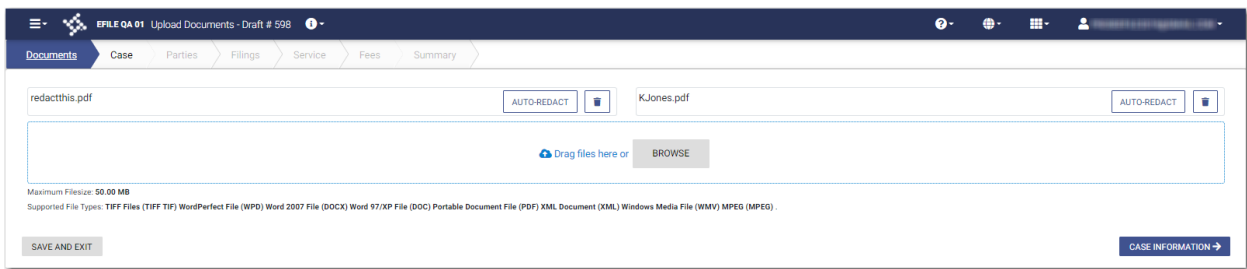 EFILE QA 01 Upload Documents - Draft # 598
Documents Case Parties Filings Service Fees Summary
redactthis.pdf AUTO-REDACT KJones.pdf AUTO-REDACT
Drag files here or BROWSE
Maximum Filesize: 50.00 MB
Supported File Types: TIFF Files (TIFF TIF) WordPerfect File (WPD) Word 2007 File (DOCX) Word 97/XP File (DOC) Portable Document File (PDF) XML Document (XML) Windows Media File (WMV) MPEG (MPEG) .
SAVE AND EXIT CASE INFORMATION